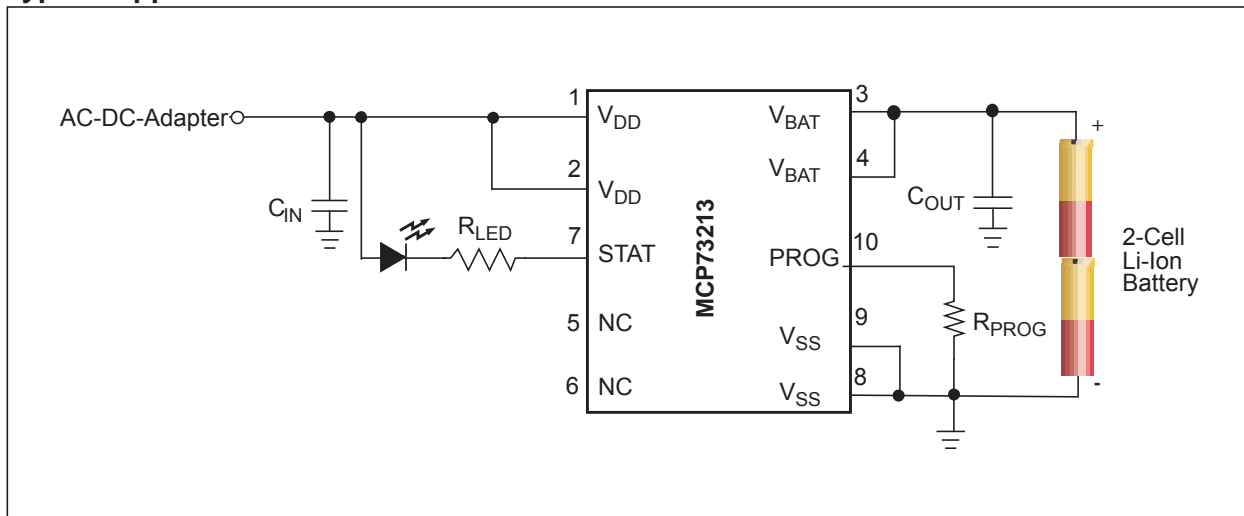 AC-DC-Adapter
1
VDD
2
VDD
CIN
RLED
7
STAT
5
NC
6
NC
MCP73213
3
VBAT
4
VBAT
COUT
10
PROG
RPROG
9
VSS
8
VSS
+
2-Cell
Li-Ion
Battery
-